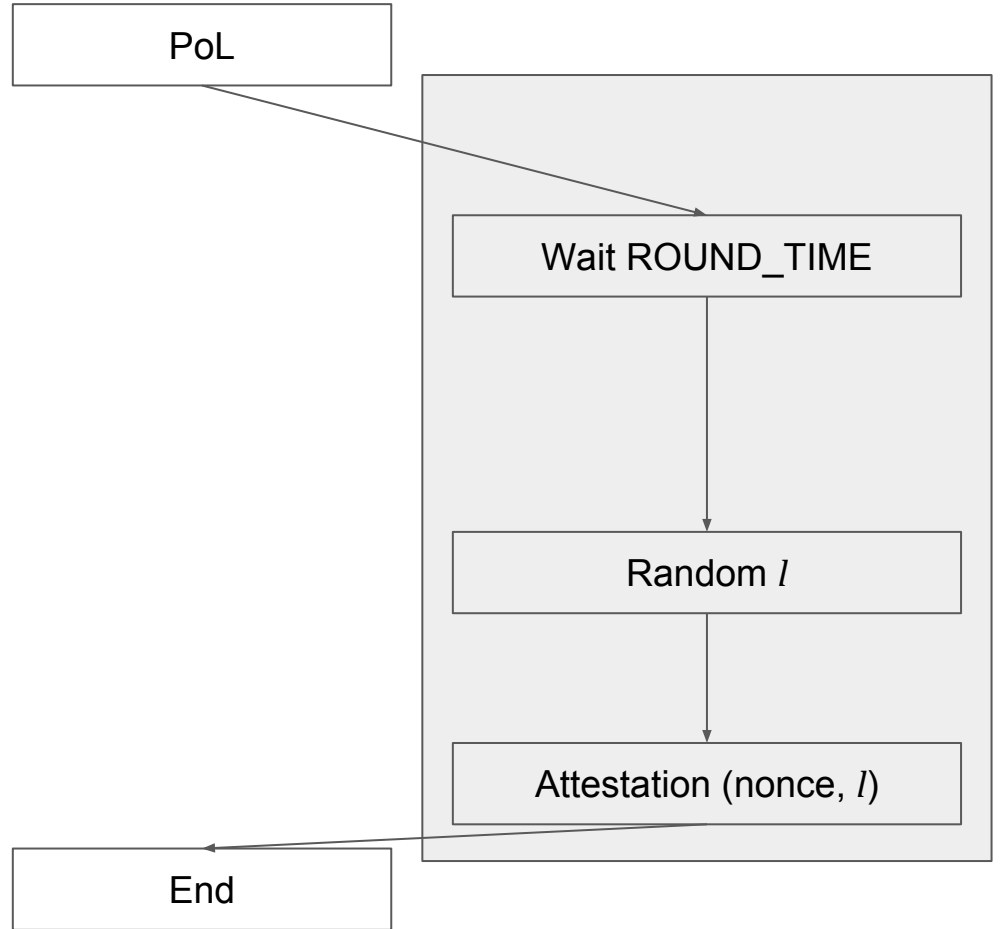 PoL
Wait ROUND_TIME
Random l
Attestation (nonce, l)
End